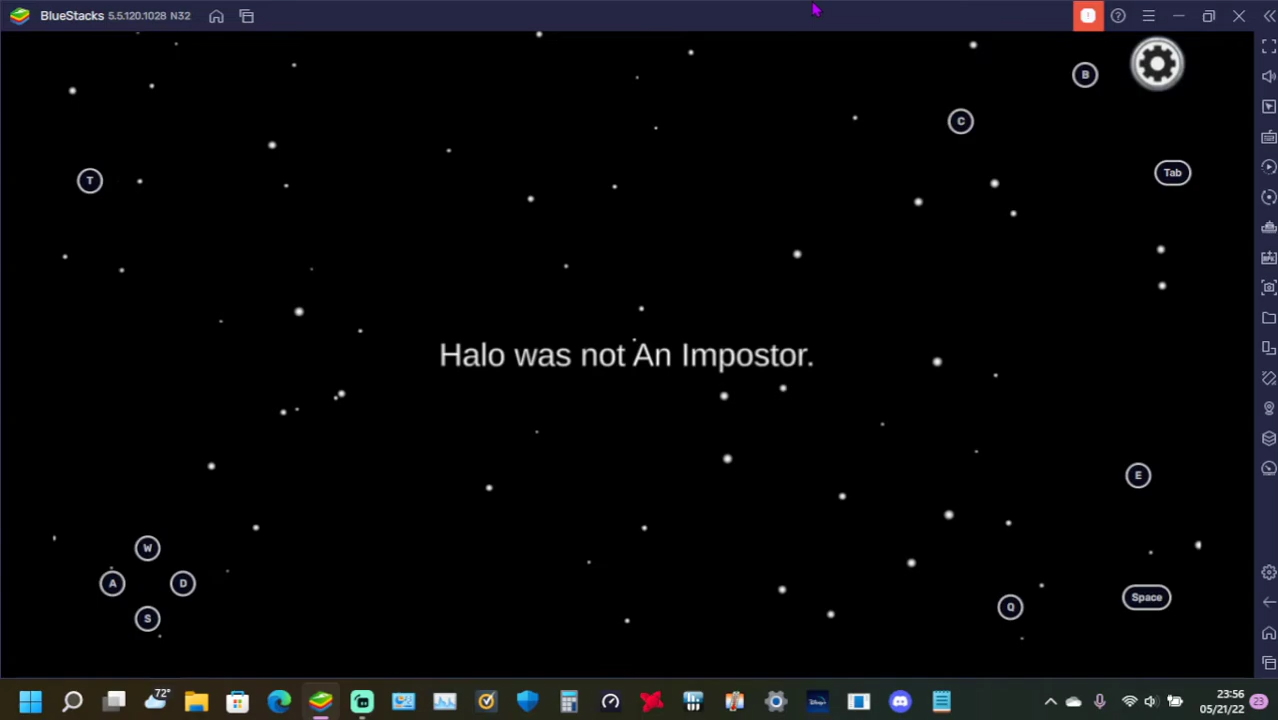 BlueStacks 5.5.120.1028 N32
B
C
T
Tab
Halo was not An Impostor.
E
W
A D
S
Q
Space
72°
23:56
05/21/22
23